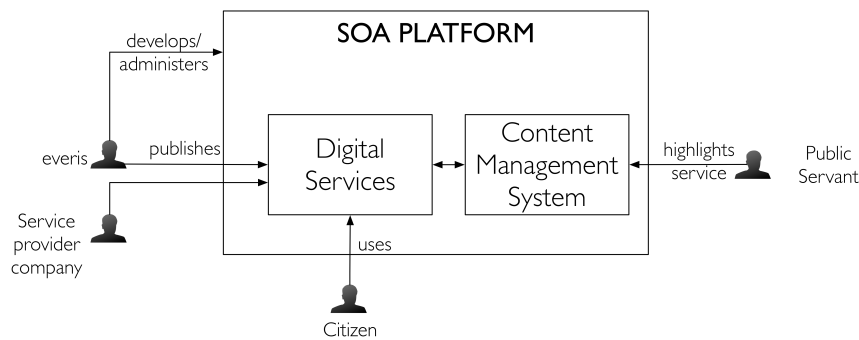 SOA PLATFORM
develops/
administers
everis
publishes
Digital
Services
Content
Management
System
highlights
service
Public
Servant
Service
provider
company
uses
Citizen